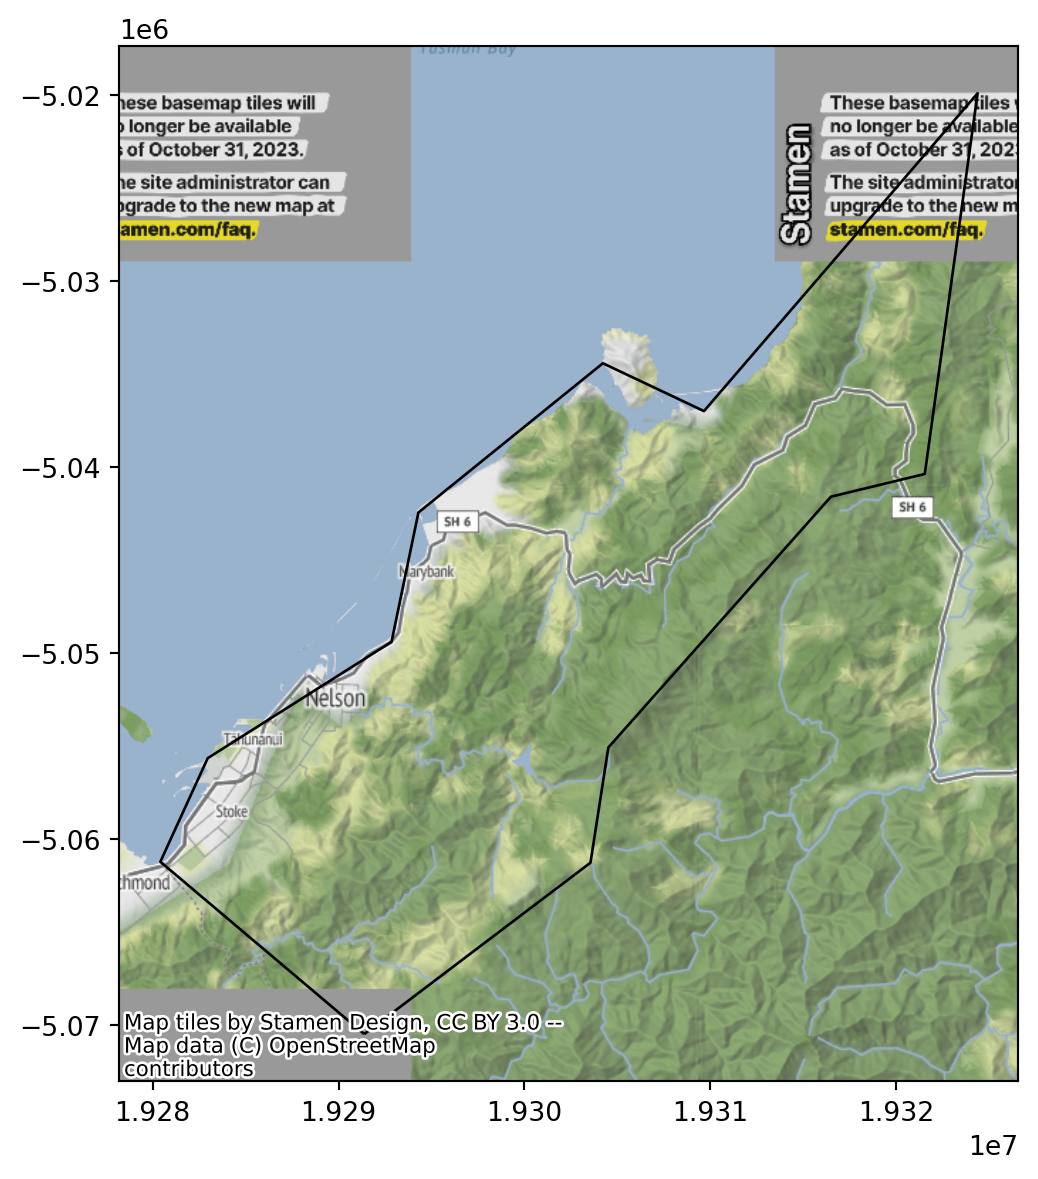 1e6
Tasman Bay
−5.02
−5.03
−5.04
−5.05
−5.06
−5.07
hese basemap tiles will
o longer be available
s of October 31, 2023.
he site administrator can
pgrade to the new map at
amen.com/faq.
Stamen
These basemap tiles w
no longer be available
as of October 31, 2023
The site administrator
upgrade to the new m
stamen.com/faq.
SH 6
SH 6
Marybank
Nelson
Tāhunanui
Stoke
chmond
Map tiles by Stamen Design, CC BY 3.0 --
Map data (C) OpenStreetMap
contributors
1.928
1.929
1.930
1.931
1.932
1e7